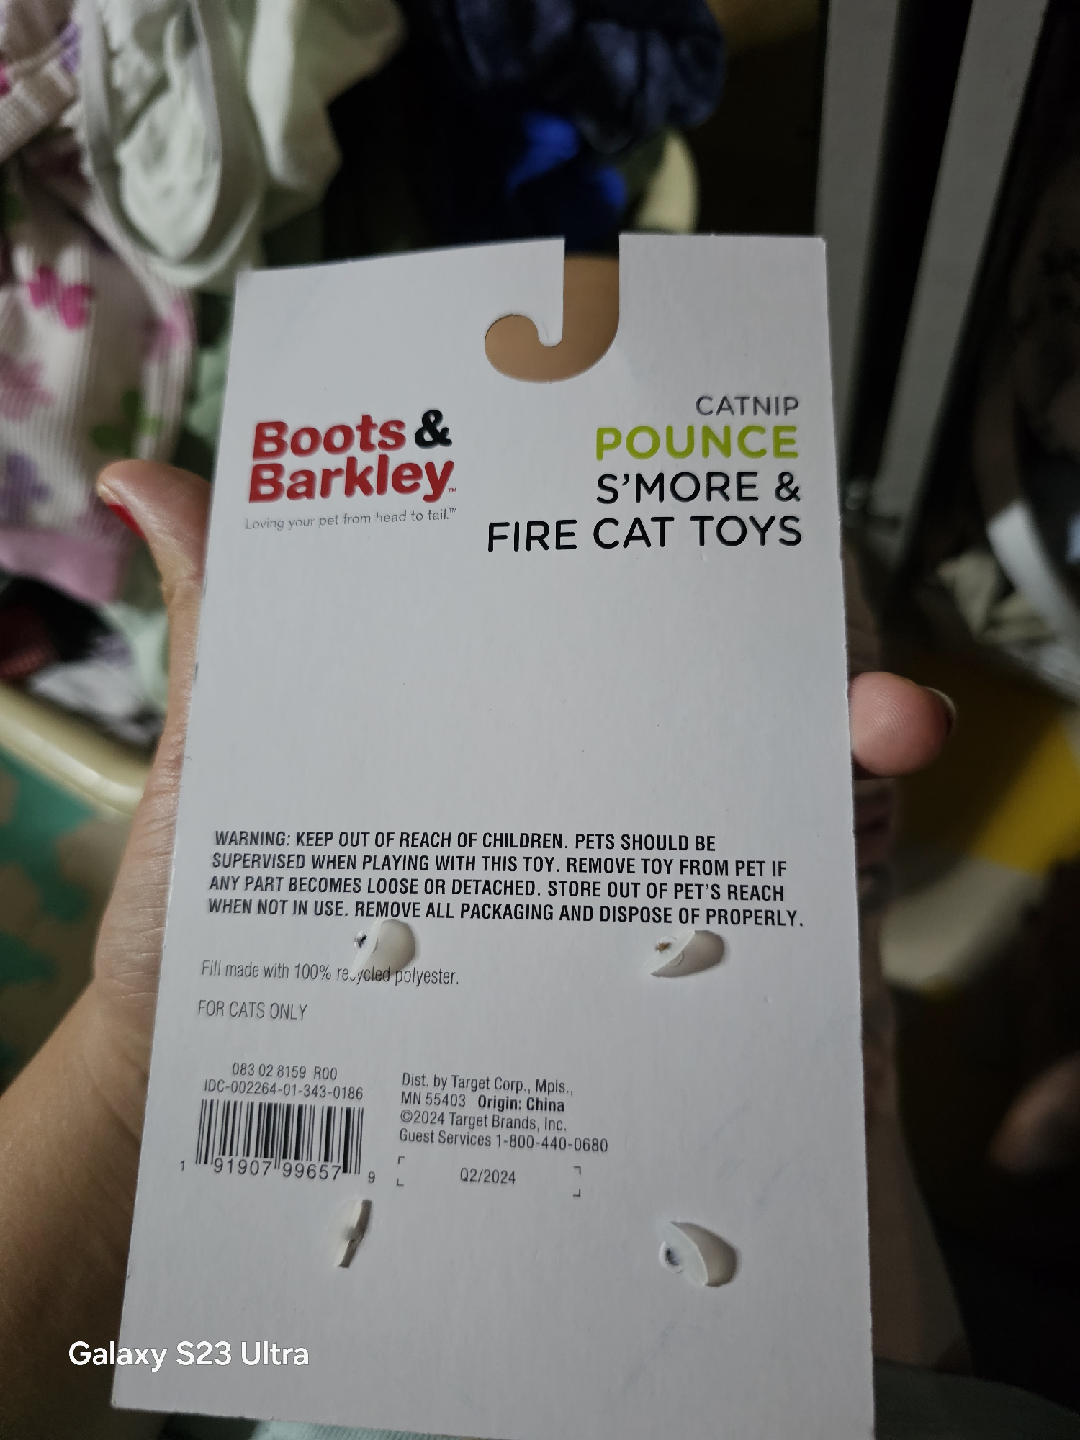 Boots &
Barkley™
Loving your pet from head to tail.™
CATNIP
POUNCE
S'MORE &
FIRE CAT TOYS
WARNING: KEEP OUT OF REACH OF CHILDREN. PETS SHOULD BE
SUPERVISED WHEN PLAYING WITH THIS TOY. REMOVE TOY FROM PET IF
ANY PART BECOMES LOOSE OR DETACHED. STORE OUT OF PET'S REACH
WHEN NOT IN USE. REMOVE ALL PACKAGING AND DISPOSE OF PROPERLY.
Fill made with 100% recycled polyester.
FOR CATS ONLY
083 02 8159 R00
IDC-002264-01-343-0186
1 91907 99657 9
Dist. by Target Corp., Mpls.,
MN 55403 Origin: China
©2024 Target Brands, Inc.
Guest Services 1-800-440-0680
Q2/2024
Galaxy S23 Ultra